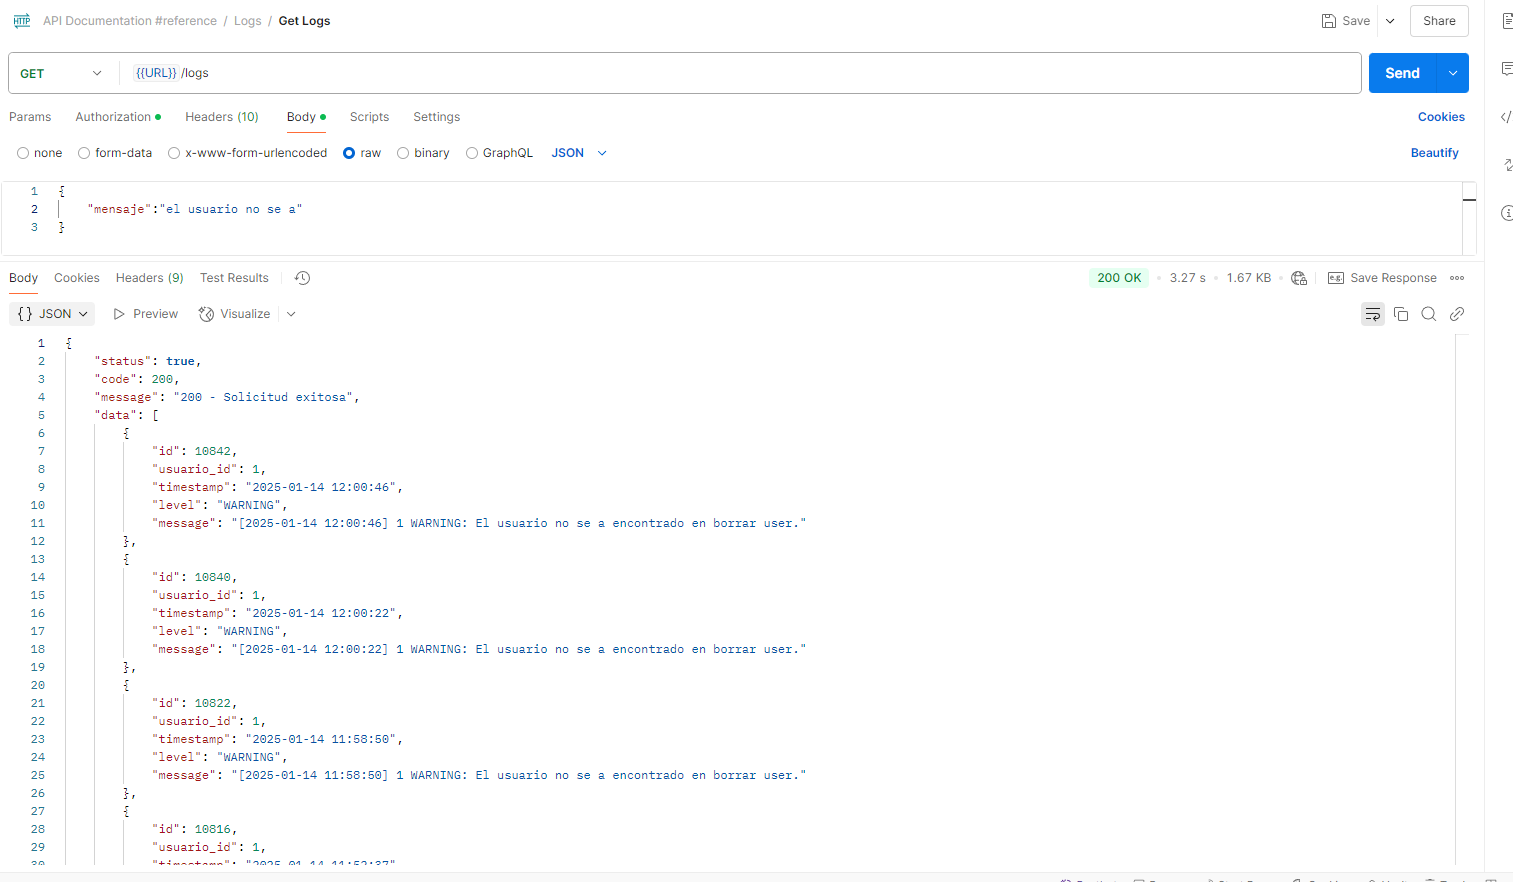 HTTP API Documentation #reference / Logs / Get Logs Save Share
GET {{URL}} /logs Send
Params Authorization Headers (10) Body Scripts Settings Cookies
none form-data x-www-form-urlencoded raw binary GraphQL JSON Beautify
1 {
2 "mensaje":"el usuario no se a"
3 }
Body Cookies Headers (9) Test Results 200 OK 3.27 s 1.67 KB e.g. Save Response
{} JSON Preview Visualize
1 {
2 "status": true,
3 "code": 200,
4 "message": "200 - Solicitud exitosa",
5 "data": [
6 {
7 "id": 10842,
8 "usuario_id": 1,
9 "timestamp": "2025-01-14 12:00:46",
10 "level": "WARNING",
11 "message": "[2025-01-14 12:00:46] 1 WARNING: El usuario no se a encontrado en borrar user."
12 },
13 {
14 "id": 10840,
15 "usuario_id": 1,
16 "timestamp": "2025-01-14 12:00:22",
17 "level": "WARNING",
18 "message": "[2025-01-14 12:00:22] 1 WARNING: El usuario no se a encontrado en borrar user."
19 },
20 {
21 "id": 10822,
22 "usuario_id": 1,
23 "timestamp": "2025-01-14 11:58:50",
24 "level": "WARNING",
25 "message": "[2025-01-14 11:58:50] 1 WARNING: El usuario no se a encontrado en borrar user."
26 },
27 {
28 "id": 10816,
29 "usuario_id": 1,
30 "timestamp": "2025-01-14 11:52:37"